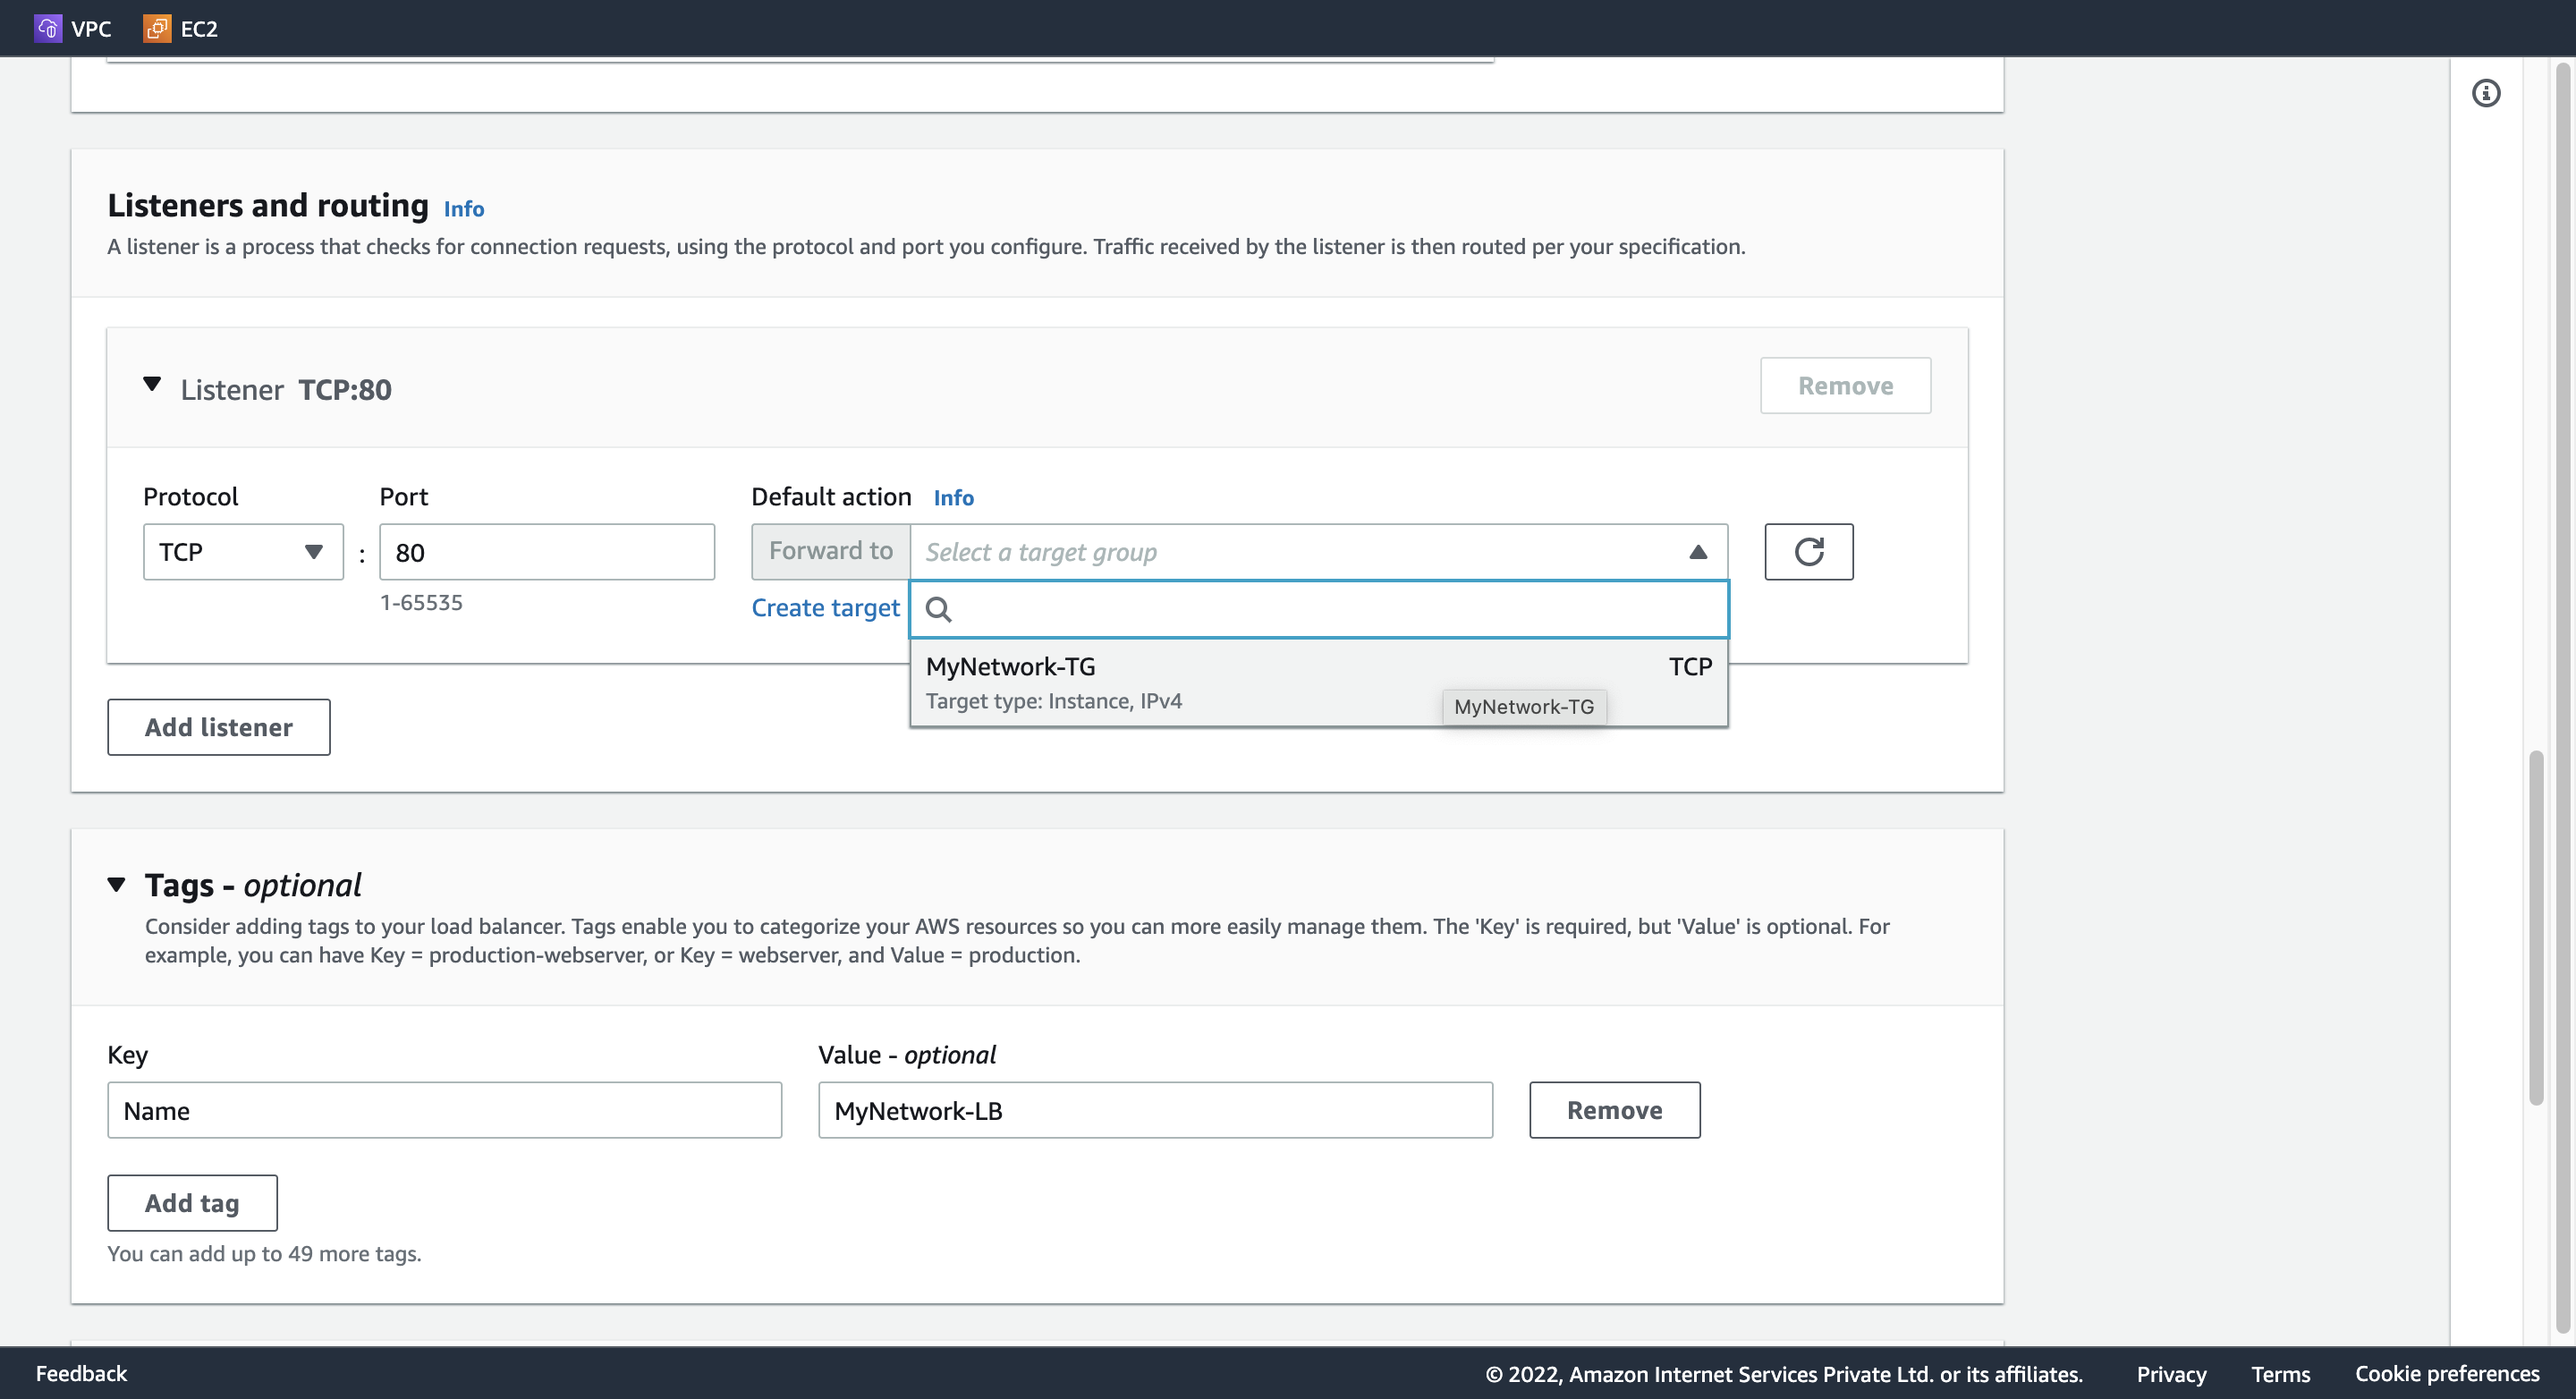 VPC EC2
Listeners and routing Info
A listener is a process that checks for connection requests, using the protocol and port you configure. Traffic received by the listener is then routed per your specification.
Listener TCP:80
Remove
Protocol Port Default action Info
TCP : 80 Forward to Select a target group
1-65535
Create target
MyNetwork-TG TCP
Target type: Instance, IPv4
MyNetwork-TG
Add listener
Tags - optional
Consider adding tags to your load balancer. Tags enable you to categorize your AWS resources so you can more easily manage them. The 'Key' is required, but 'Value' is optional. For
example, you can have Key = production-webserver, or Key = webserver, and Value = production.
Key Value - optional
Name MyNetwork-LB Remove
Add tag
You can add up to 49 more tags.
Feedback © 2022, Amazon Internet Services Private Ltd. or its affiliates. Privacy Terms Cookie preferences